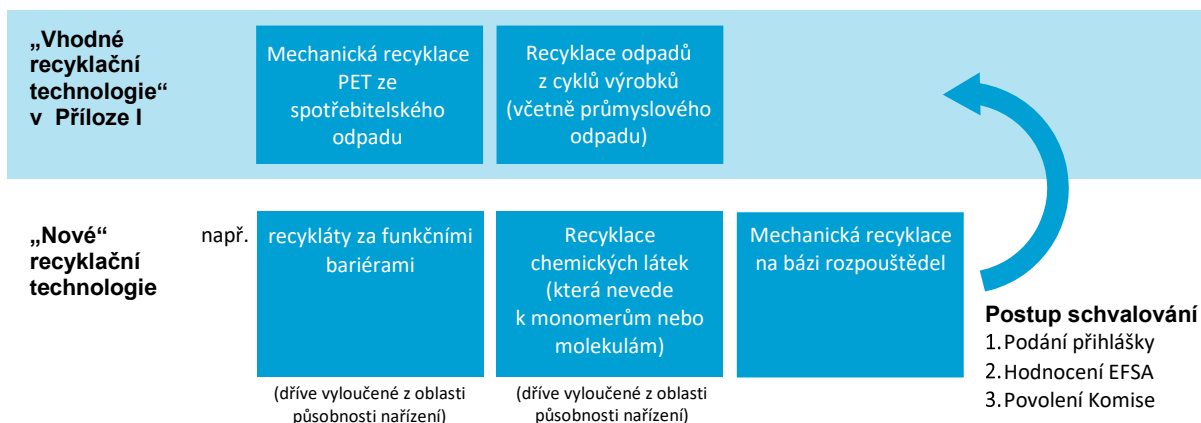 „Vhodné
recyklační
technologie“
v Příloze I
Mechanická recyklace
PET ze
spotřebitelského
odpadu
Recyklace odpadů
z cyklů výrobků
(včetně průmyslového
odpadu)
„Nové“
recyklační
technologie
např.
recykláty za funkčními
bariérami
(dříve vyloučené z oblasti
působnosti nařízení)
Recyklace
chemických látek
(která nevede
k monomerům nebo
molekulám)
(dříve vyloučené z oblasti
působnosti nařízení)
Mechanická recyklace
na bázi rozpouštědel
Postup schvalování
1. Podání přihlášky
2. Hodnocení EFSA
3. Povolení Komise